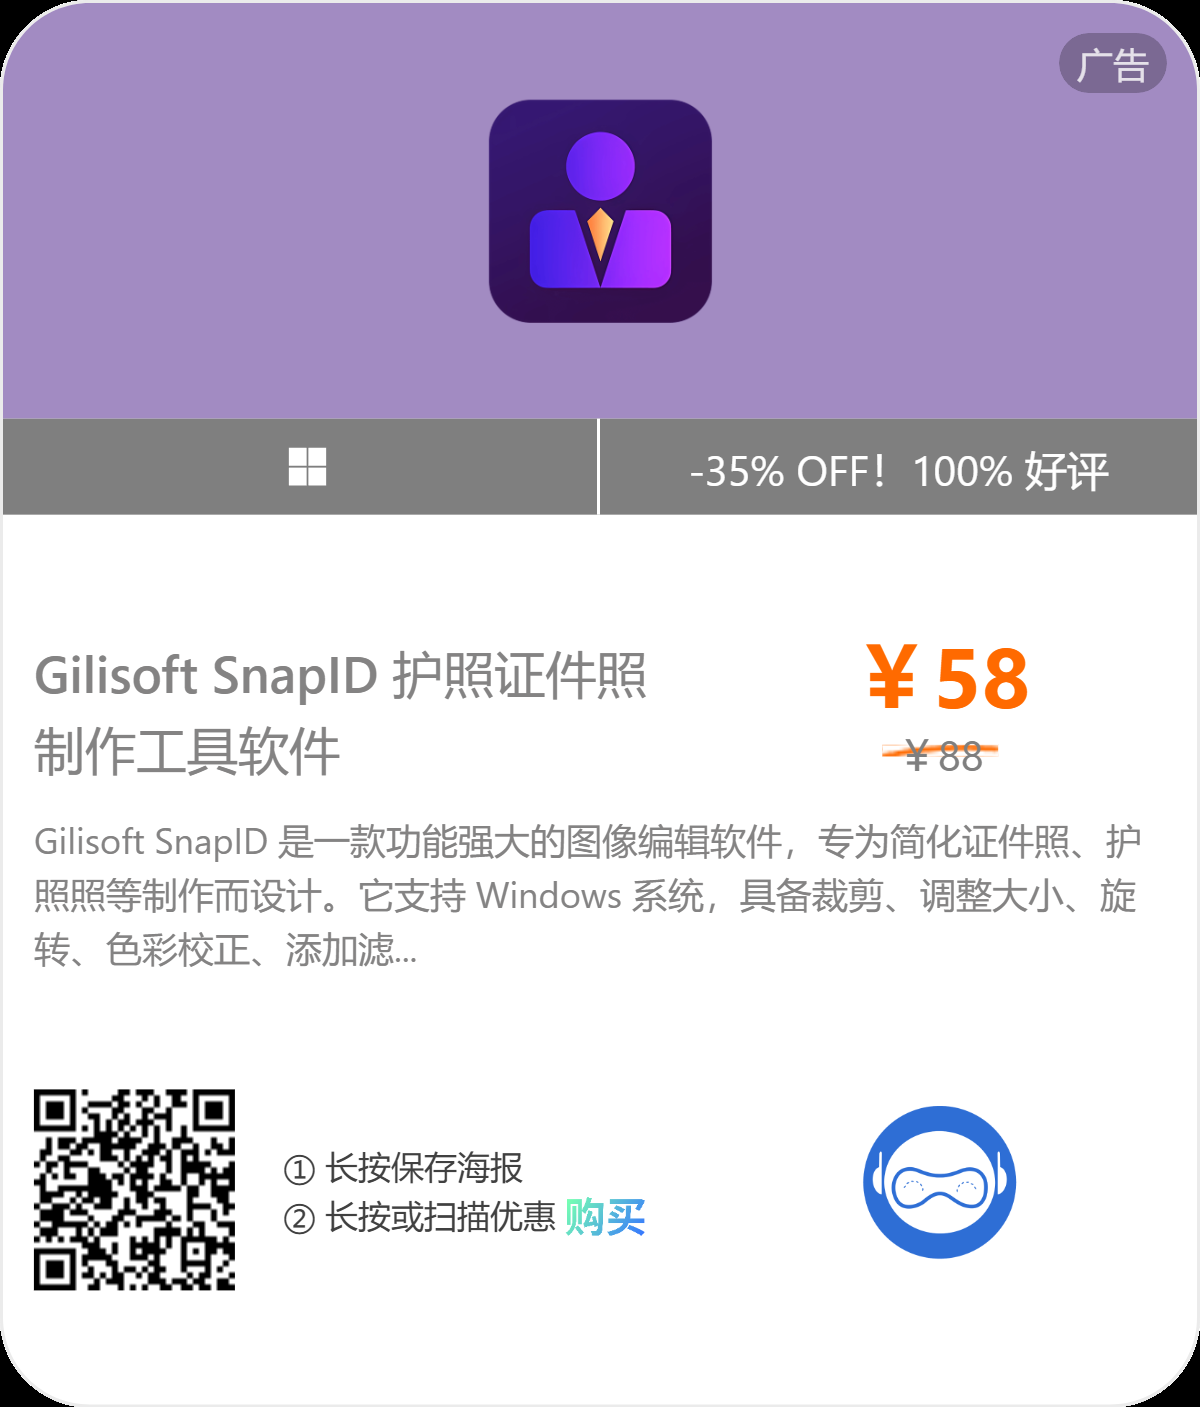 广告
-35% OFF！100% 好评
Gilisoft SnapID 护照证件照
制作工具软件
¥ 58
¥ 88
Gilisoft SnapID 是一款功能强大的图像编辑软件，专为简化证件照、护
照照等制作而设计。它支持 Windows 系统，具备裁剪、调整大小、旋
转、色彩校正、添加滤...
① 长按保存海报
② 长按或扫描优惠 购买